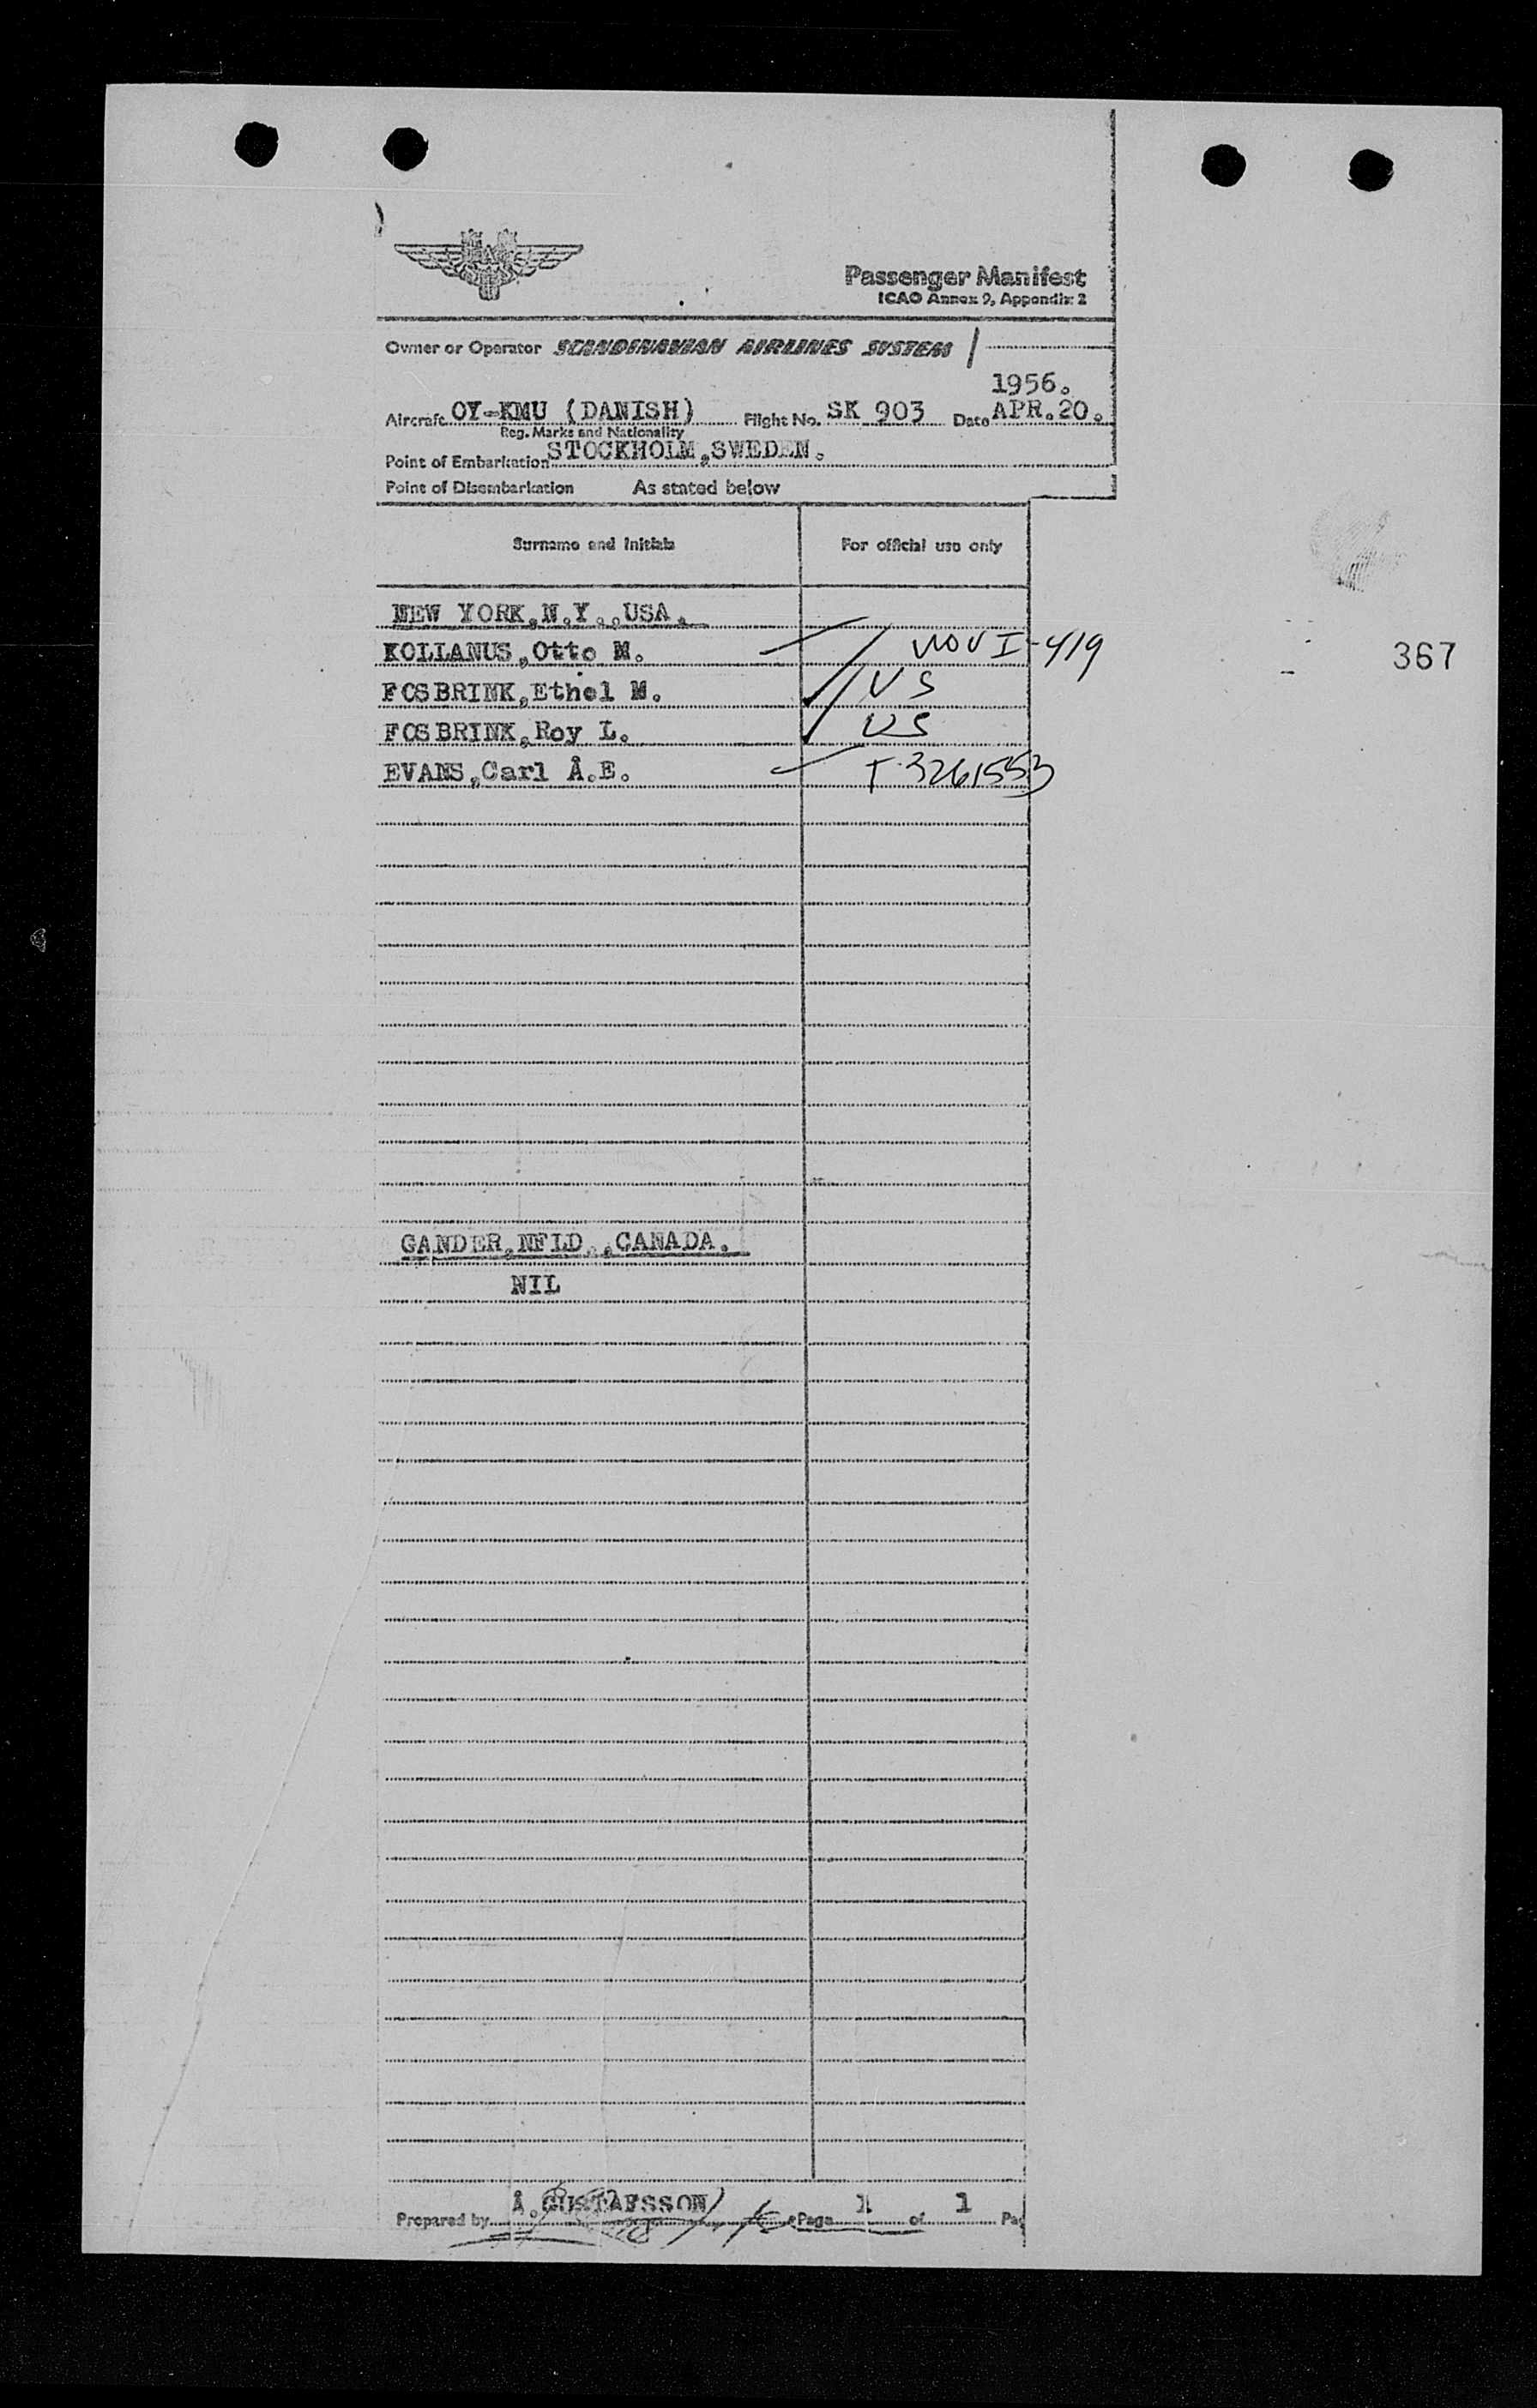 Passenger Manifest
ICAO Annex 9, Appendix 2
Owner or Operator SCANDINAVIAN AIRLINES SYSTEM
1956.
Aircraft OY-KMU (DANISH) Flight No. SK 903 Date APR.20.
Reg. Marks and Nationality
Point of Embarkation STOCKHOLM,SWEDEN.
Point of Disembarkation As stated below
Surname and Initials For official use only
NEW YORK,N.Y.,USA.
KOLLANUS,Otto M. I-419
367
FOSBRINK,Ethel M. US
FOSBRINK,Roy L. US
EVANS,Carl Å.E. T-3261553
GANDER,NFLD.,CANADA.
NIL
Prepared by Å.GUSTAFSSON Page 1 of 1